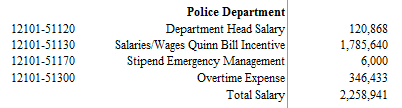 Police Department
12101-51120 Department Head Salary 120,868
12101-51130 Salaries/Wages Quinn Bill Incentive 1,785,640
12101-51170 Stipend Emergency Management 6,000
12101-51300 Overtime Expense 346,433
Total Salary 2,258,941